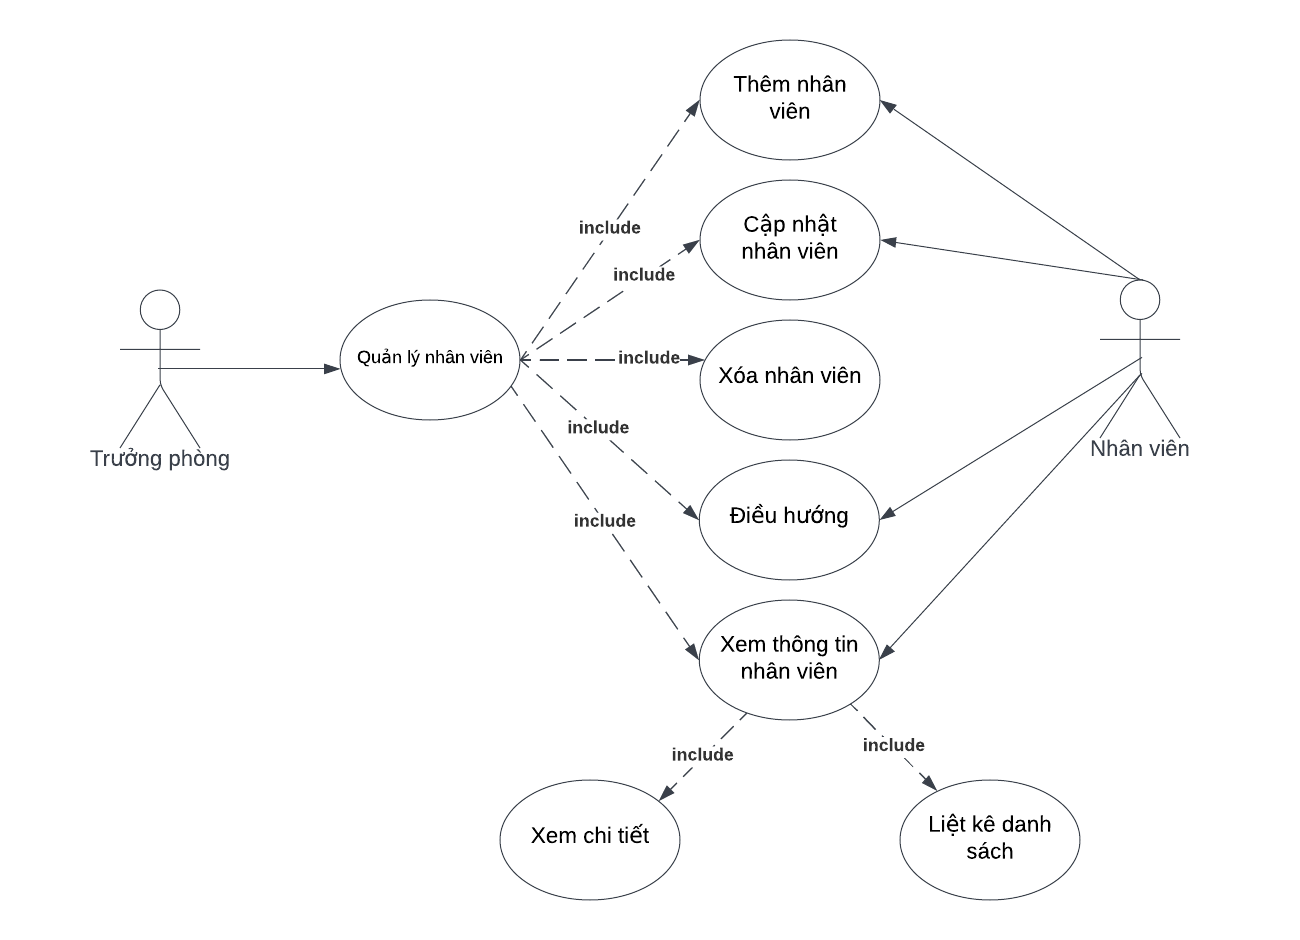 Thêm nhân
viên
include
Cập nhật
nhân viên
include
Quản lý nhân viên
include
Xóa nhân viên
Trưởng phòng
Nhân viên
include
Điều hướng
include
Xem thông tin
nhân viên
include
include
Xem chi tiết
Liệt kê danh
sách